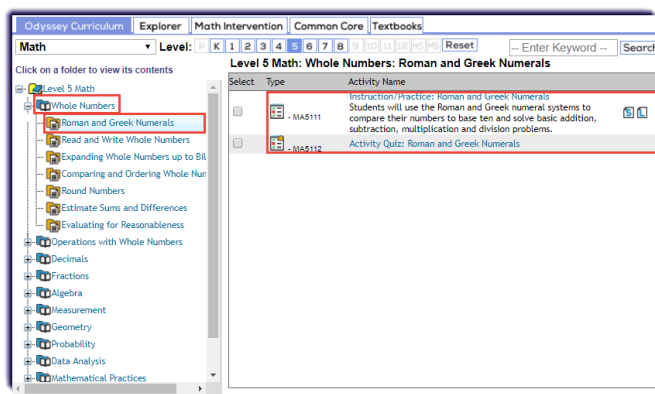 Odyssey Curriculum Explorer Math Intervention Common Core Textbooks
Math Level: P K 1 2 3 4 5 6 7 8 9 10 11 12 HS MS Reset -- Enter Keyword -- Search
Click on a folder to view its contents
Level 5 Math
Whole Numbers
Roman and Greek Numerals
Read and Write Whole Numbers
Expanding Whole Numbers up to Bil
Comparing and Ordering Whole Num
Round Numbers
Estimate Sums and Differences
Evaluating for Reasonableness
Operations with Whole Numbers
Decimals
Fractions
Algebra
Measurement
Geometry
Probability
Data Analysis
Mathematical Practices
Level 5 Math: Whole Numbers: Roman and Greek Numerals
Select Type Activity Name
Instruction/Practice: Roman and Greek Numerals
- MA5111 Students will use the Roman and Greek numeral systems to
compare their numbers to base ten and solve basic addition,
subtraction, multiplication and division problems.
S L
- MA5112 Activity Quiz: Roman and Greek Numerals